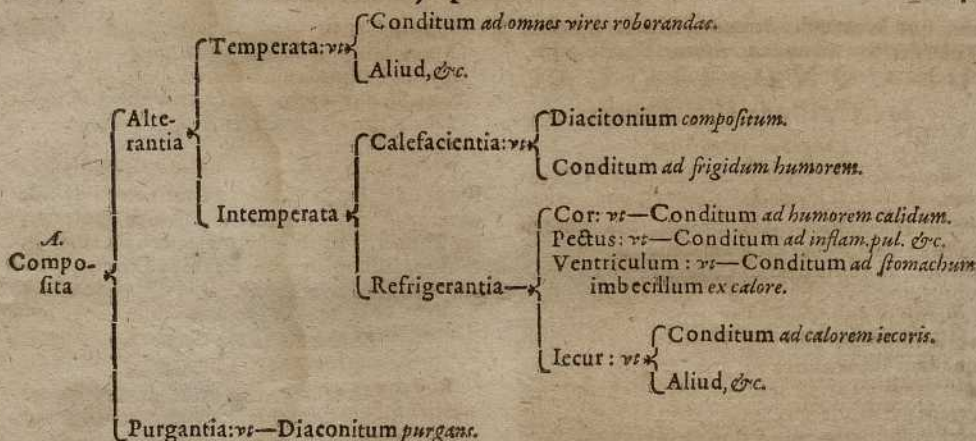 Conditum ad omnes vires roborandas.
Temperata: vt
Aliud, &c.
Alte-
rantia
Diacitonium compositum.
Calefacientia: vt
Conditum ad frigidum humorem.
Intemperata
Cor: vt—Conditum ad humorem calidum.
Pectus: vt—Conditum ad inflam. pul. &c.
Ventriculum: vt—Conditum ad stomachum
imbecillum ex calore.
Refrigerantia—
A.
Compo-
sita
Conditum ad calorem iecoris.
Iecur: vt
Aliud, &c.
Purgantia: vt—Diaconitum purgans.